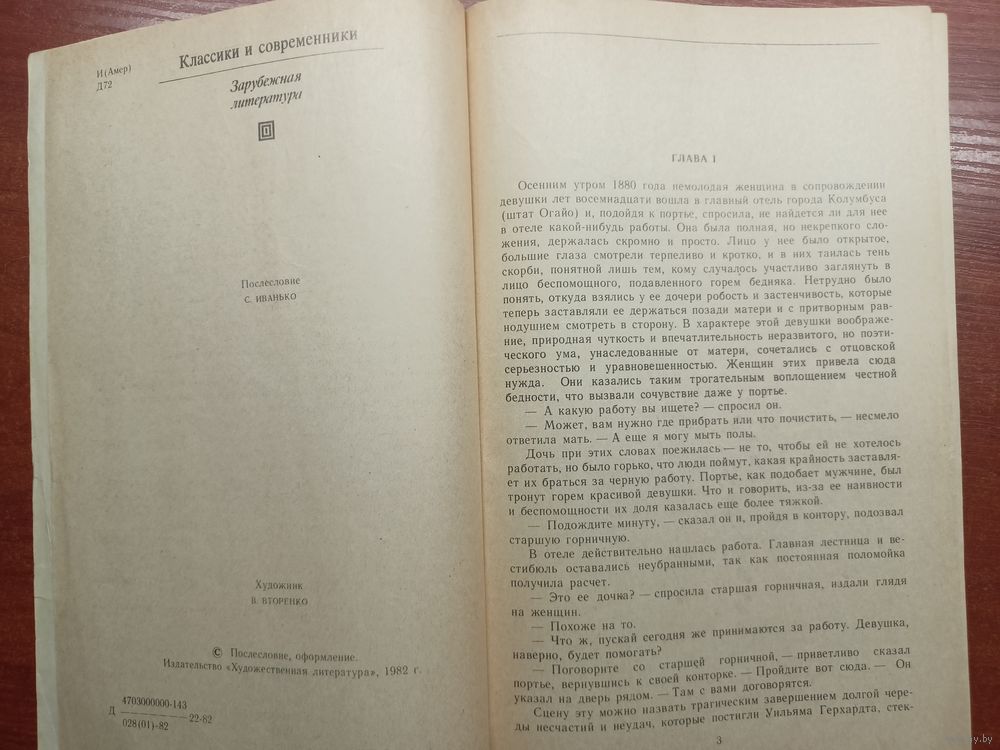 И(Амер)
Д72
Классики и современники
Зарубежная
литература
Послесловие
С. ИВАНЬКО
Художник
В. ВТОРЕНКО
© Послесловие, оформление.
Издательство «Художественная литература», 1982 г.
Д 4703000000-143
028(01)-82 22-82
ГЛАВА I
Осенним утром 1880 года немолодая женщина в сопровождении
девушки лет восемнадцати вошла в главный отель города Колумбуса
(штат Огайо) и, подойдя к портье, спросила, не найдется ли для нее
в отеле какой-нибудь работы. Она была полная, но некрепкого сло-
жения, держалась скромно и просто. Лицо у нее было открытое,
большие глаза смотрели терпеливо и кротко, и в них таилась тень
скорби, понятной лишь тем, кому случалось участливо заглянуть в
лицо беспомощного, подавленного горем бедняка. Нетрудно было
понять, откуда взялись у ее дочери робость и застенчивость, которые
теперь заставляли ее держаться позади матери и с притворным рав-
нодушием смотреть в сторону. В характере этой девушки воображе-
ние, природная чуткость и впечатлительность неразвитого, но поэти-
ческого ума, унаследованные от матери, сочетались с отцовской
серьезностью и уравновешенностью. Женщин этих привела сюда
нужда. Они казались таким трогательным воплощением честной
бедности, что вызвали сочувствие даже у портье.
— А какую работу вы ищете? — спросил он.
— Может, вам нужно где прибрать или что почистить, — несмело
ответила мать. — А еще я могу мыть полы.
Дочь при этих словах поежилась — не то, чтобы ей не хотелось
работать, но было горько, что люди поймут, какая крайность заставля-
ет их браться за черную работу. Портье, как подобает мужчине, был
тронут горем красивой девушки. Что и говорить, из-за ее наивности
и беспомощности их доля казалась еще более тяжкой.
— Подождите минуту, — сказал он и, пройдя в контору, подозвал
старшую горничную.
В отеле действительно нашлась работа. Главная лестница и ве-
стибюль оставались неубранными, так как постоянная поломойка
получила расчет.
— Это ее дочка? — спросила старшая горничная, издали глядя
на женщин.
— Похоже на то.
— Что ж, пускай сегодня же принимаются за работу. Девушка,
наверно, будет помогать?
— Поговорите со старшей горничной, — приветливо сказал
портье, вернувшись к своей конторке. — Пройдите вот сюда. — Он
указал на дверь рядом. — Там с вами договорятся.
Сцену эту можно назвать трагическим завершением долгой чере-
ды несчастий и неудач, которые постигли Уильяма Герхардта, стек-
3